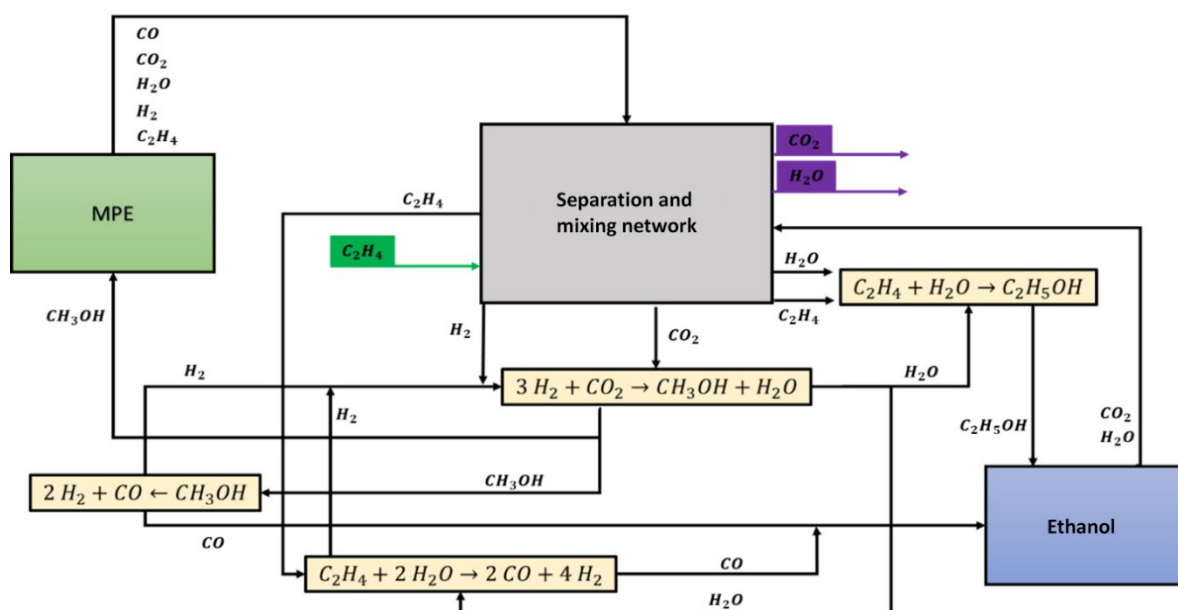 CO
CO₂
H₂O
H₂
C₂H₄
MPE
Separation and
mixing network
CO₂
H₂O
C₂H₄
C₂H₄
H₂O
C₂H₄ + H₂O → C₂H₅OH
C₂H₄
CH₃OH
H₂
CO₂
H₂
3 H₂ + CO₂ → CH₃OH + H₂O
H₂O
H₂
C₂H₅OH
CO₂
H₂O
CH₃OH
2 H₂ + CO ← CH₃OH
Ethanol
CO
C₂H₄ + 2 H₂O → 2 CO + 4 H₂
CO
H₂O